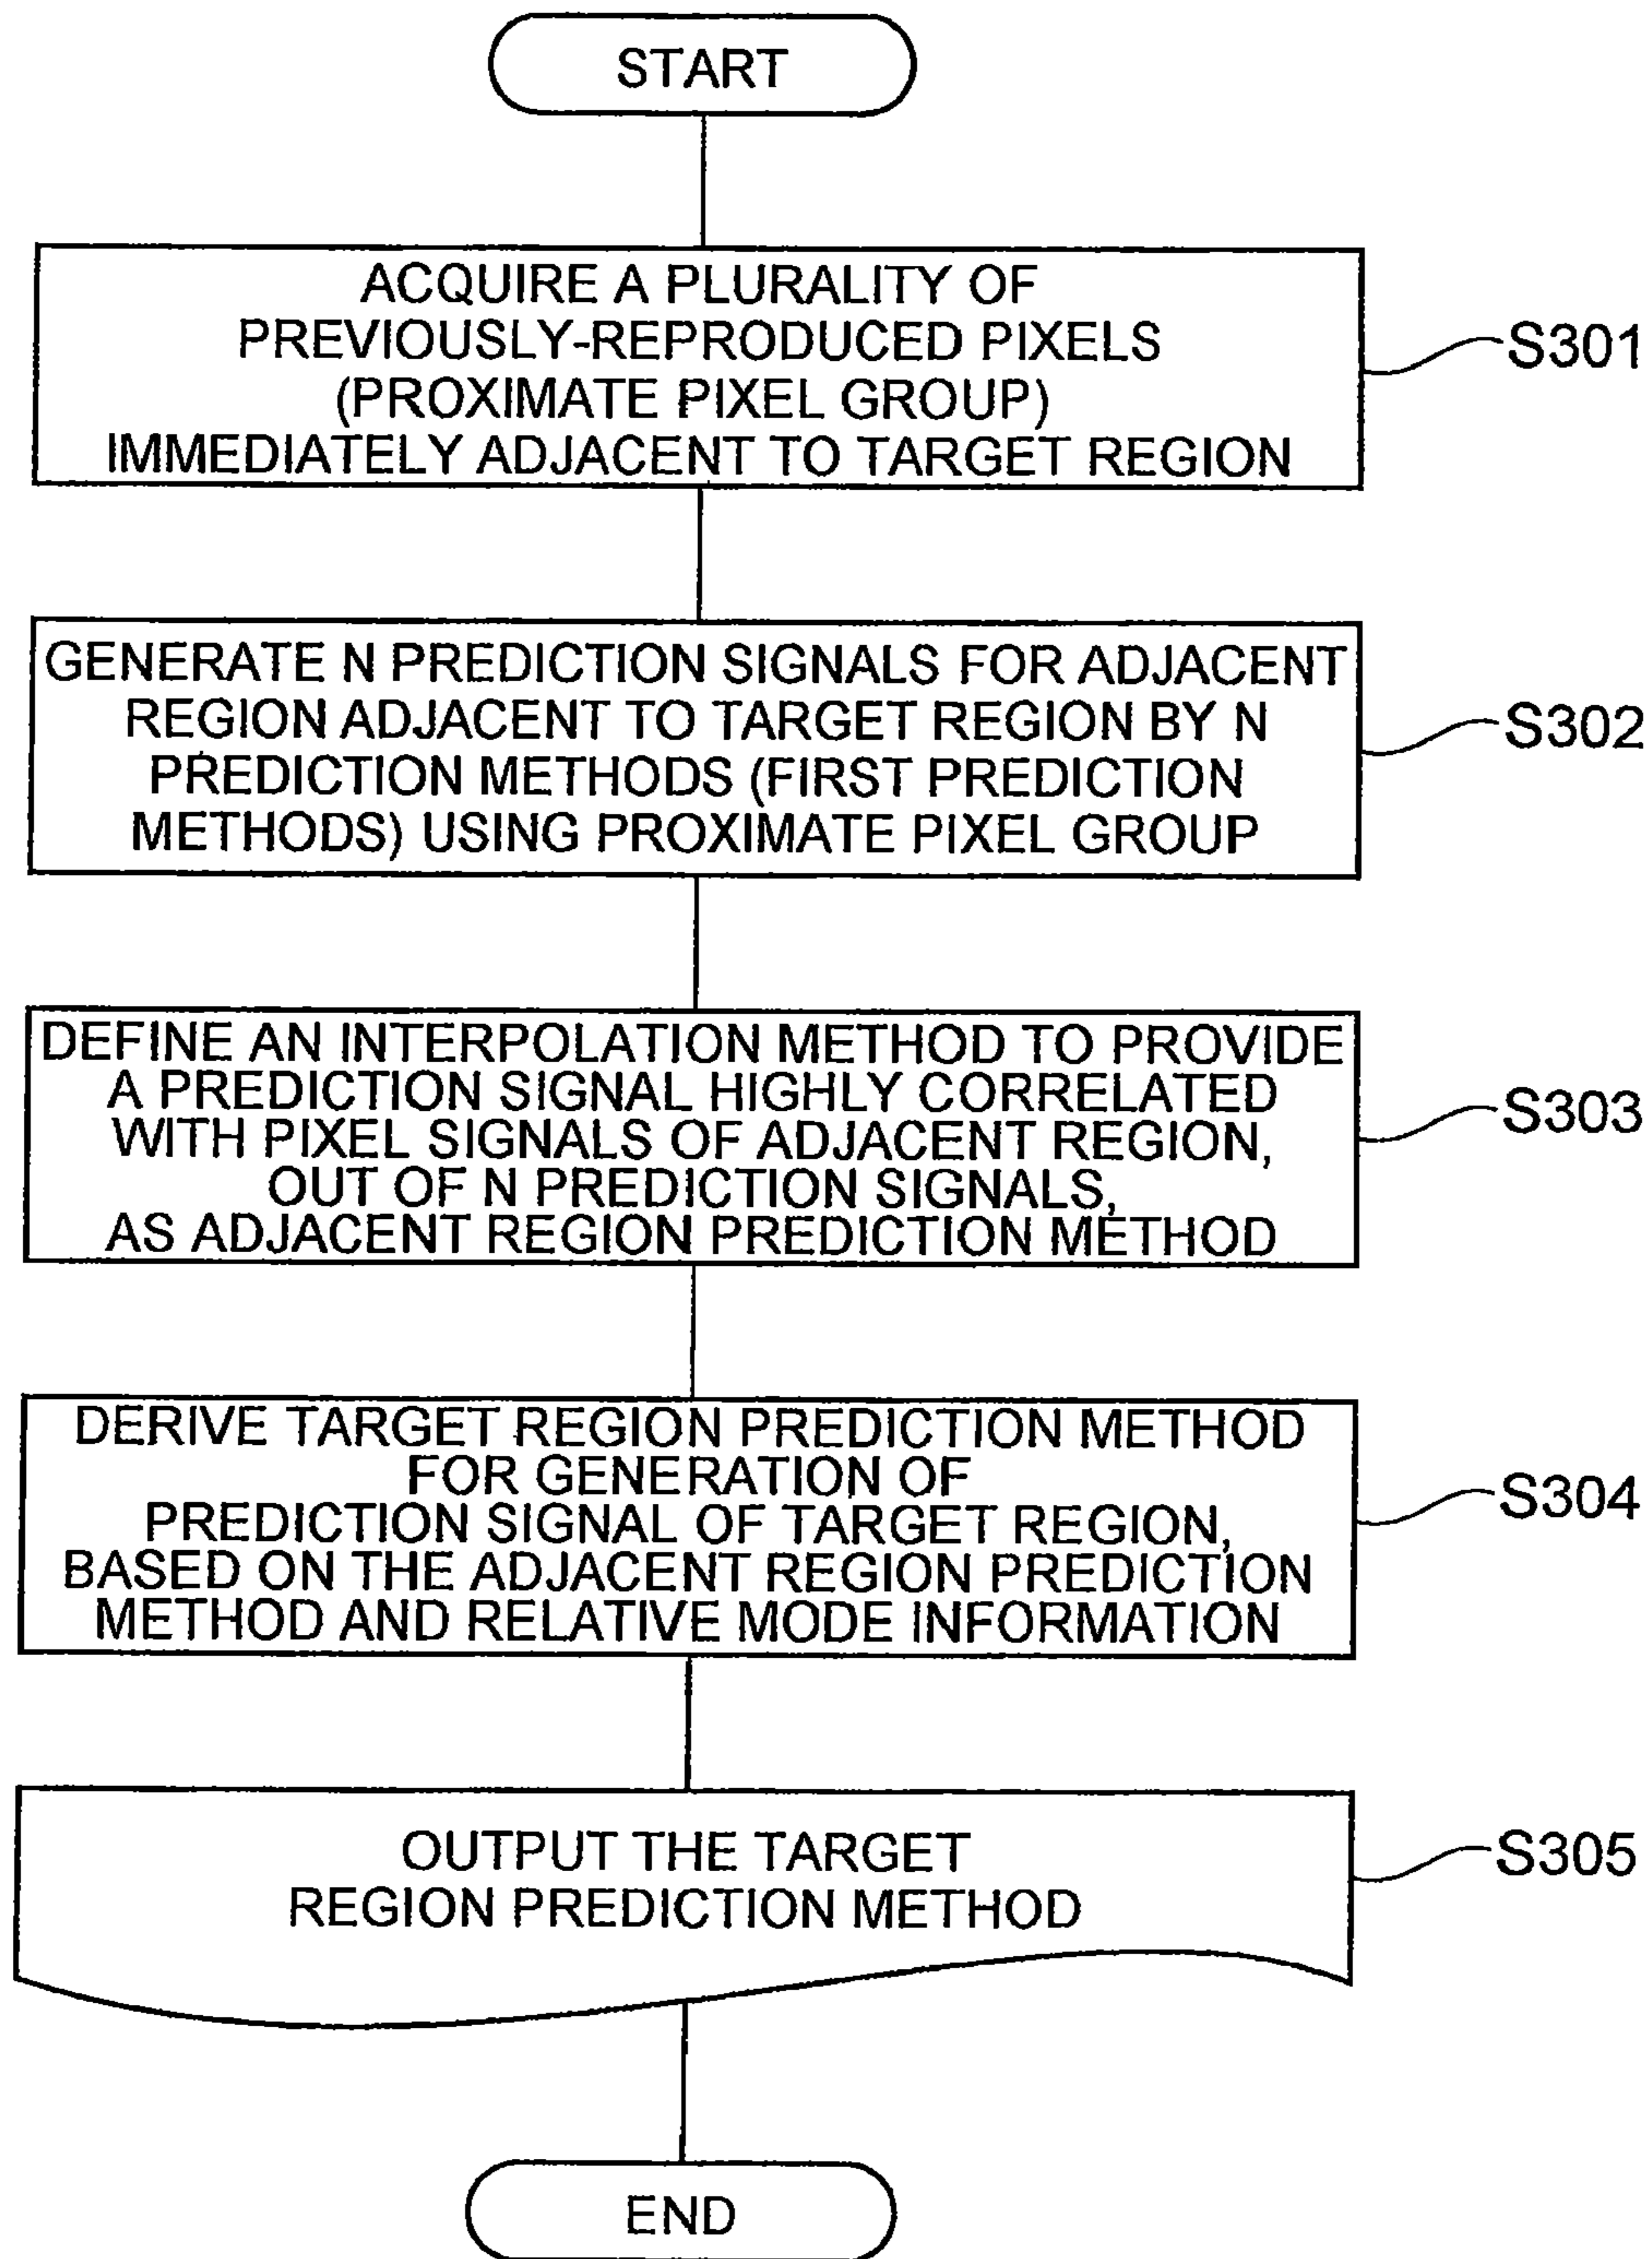 START
ACQUIRE A PLURALITY OF
PREVIOUSLY-REPRODUCED PIXELS
(PROXIMATE PIXEL GROUP)
IMMEDIATELY ADJACENT TO TARGET REGION
S301
GENERATE N PREDICTION SIGNALS FOR ADJACENT
REGION ADJACENT TO TARGET REGION BY N
PREDICTION METHODS (FIRST PREDICTION
METHODS) USING PROXIMATE PIXEL GROUP
S302
DEFINE AN INTERPOLATION METHOD TO PROVIDE
A PREDICTION SIGNAL HIGHLY CORRELATED
WITH PIXEL SIGNALS OF ADJACENT REGION,
OUT OF N PREDICTION SIGNALS,
AS ADJACENT REGION PREDICTION METHOD
S303
DERIVE TARGET REGION PREDICTION METHOD
FOR GENERATION OF
PREDICTION SIGNAL OF TARGET REGION,
BASED ON THE ADJACENT REGION PREDICTION
METHOD AND RELATIVE MODE INFORMATION
S304
OUTPUT THE TARGET
REGION PREDICTION METHOD
S305
END